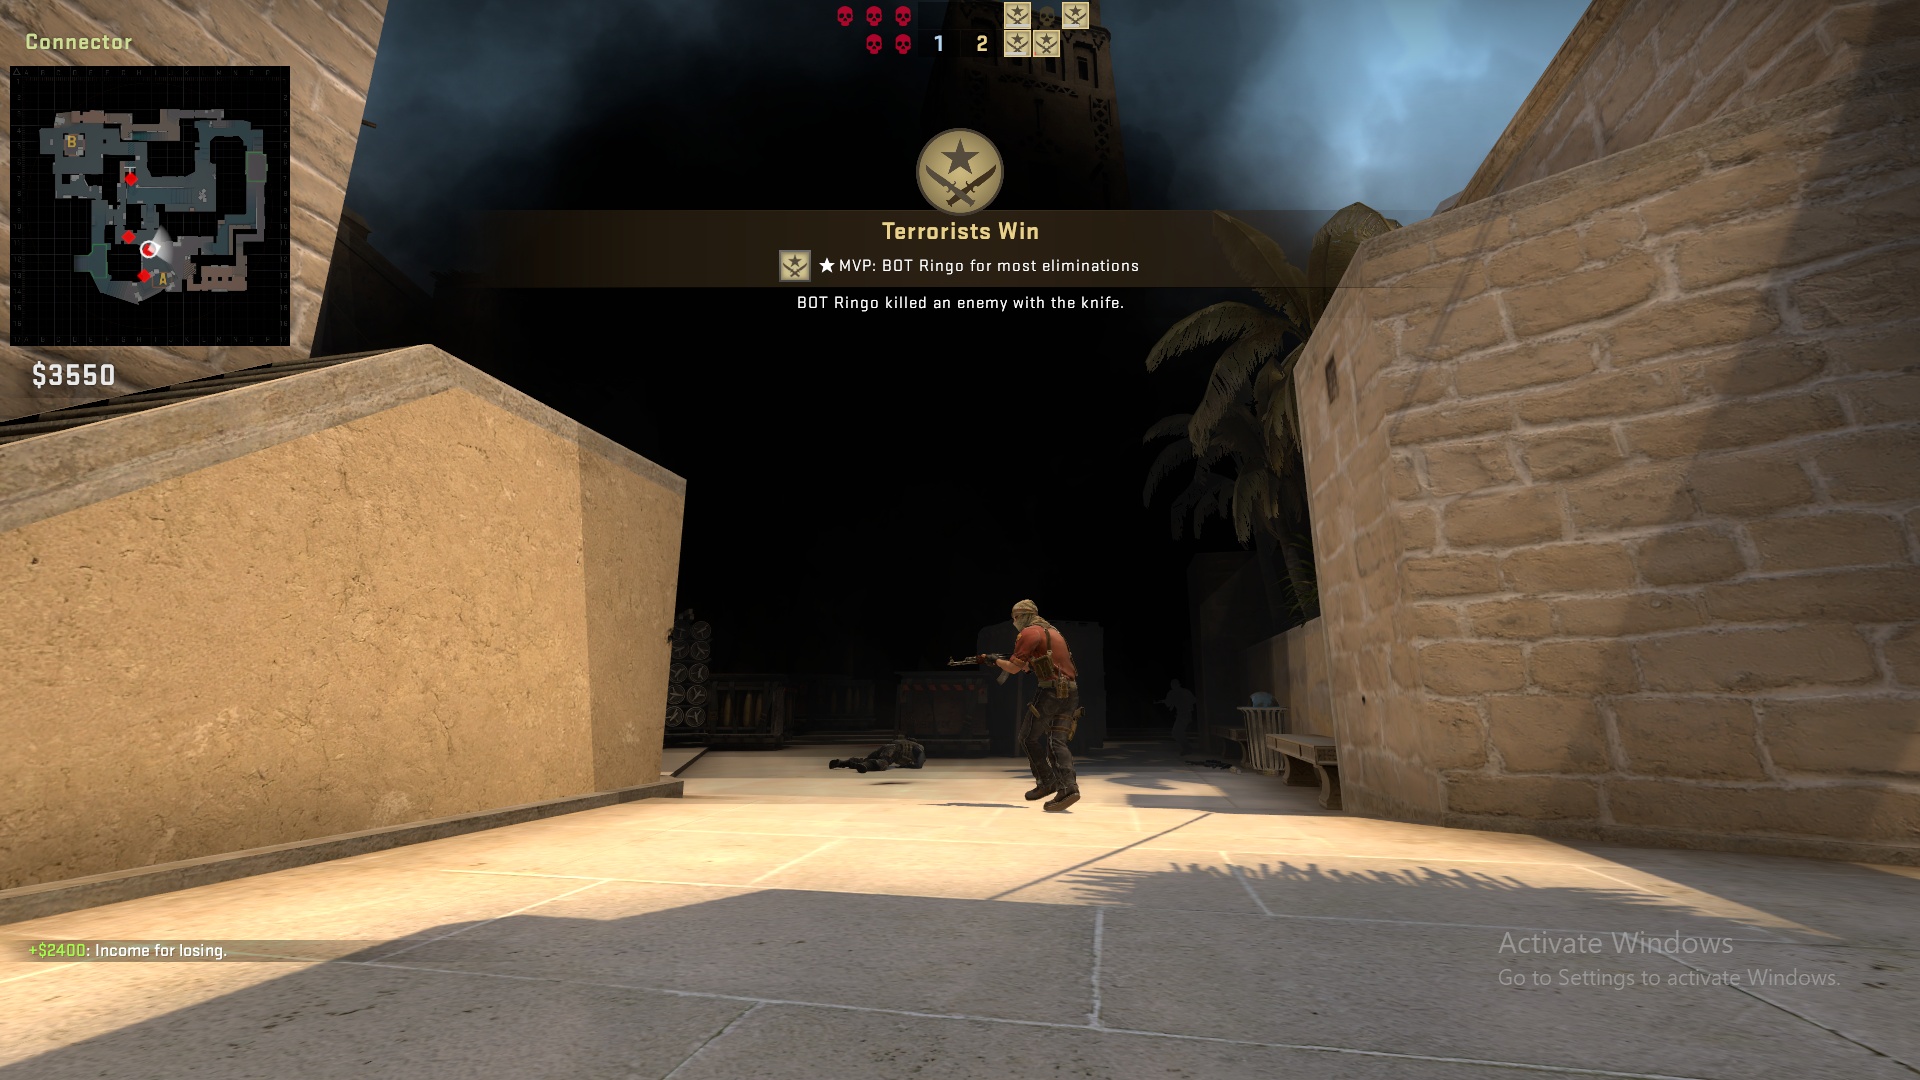 Connector
B
A
$3550
1 2
Terrorists Win
MVP: BOT Ringo for most eliminations
BOT Ringo killed an enemy with the knife.
+$2400: Income for losing.
Activate Windows
Go to Settings to activate Windows.